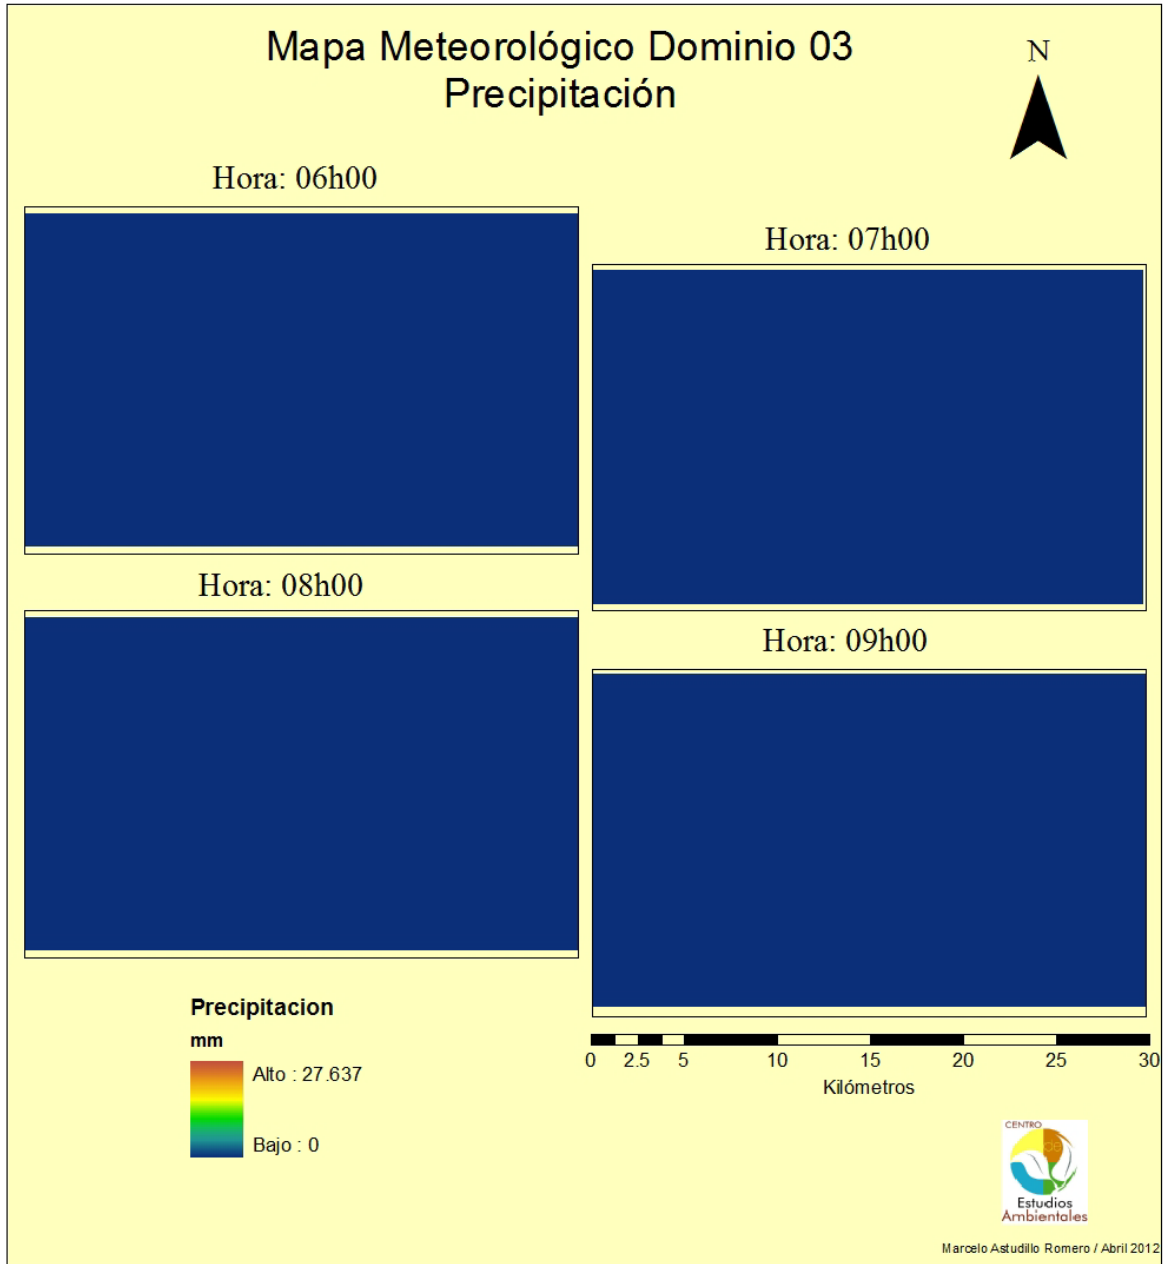 Mapa Meteorológico Dominio 03
Precipitación
N
Hora: 06h00
Hora: 07h00
Hora: 08h00
Hora: 09h00
Precipitacion
mm
Alto : 27.637
Bajo : 0
0 2.5 5 10 15 20 25 30
Kilómetros
CENTRO
de
Estudios
Ambientales
Marcelo Astudillo Romero / Abril 2012